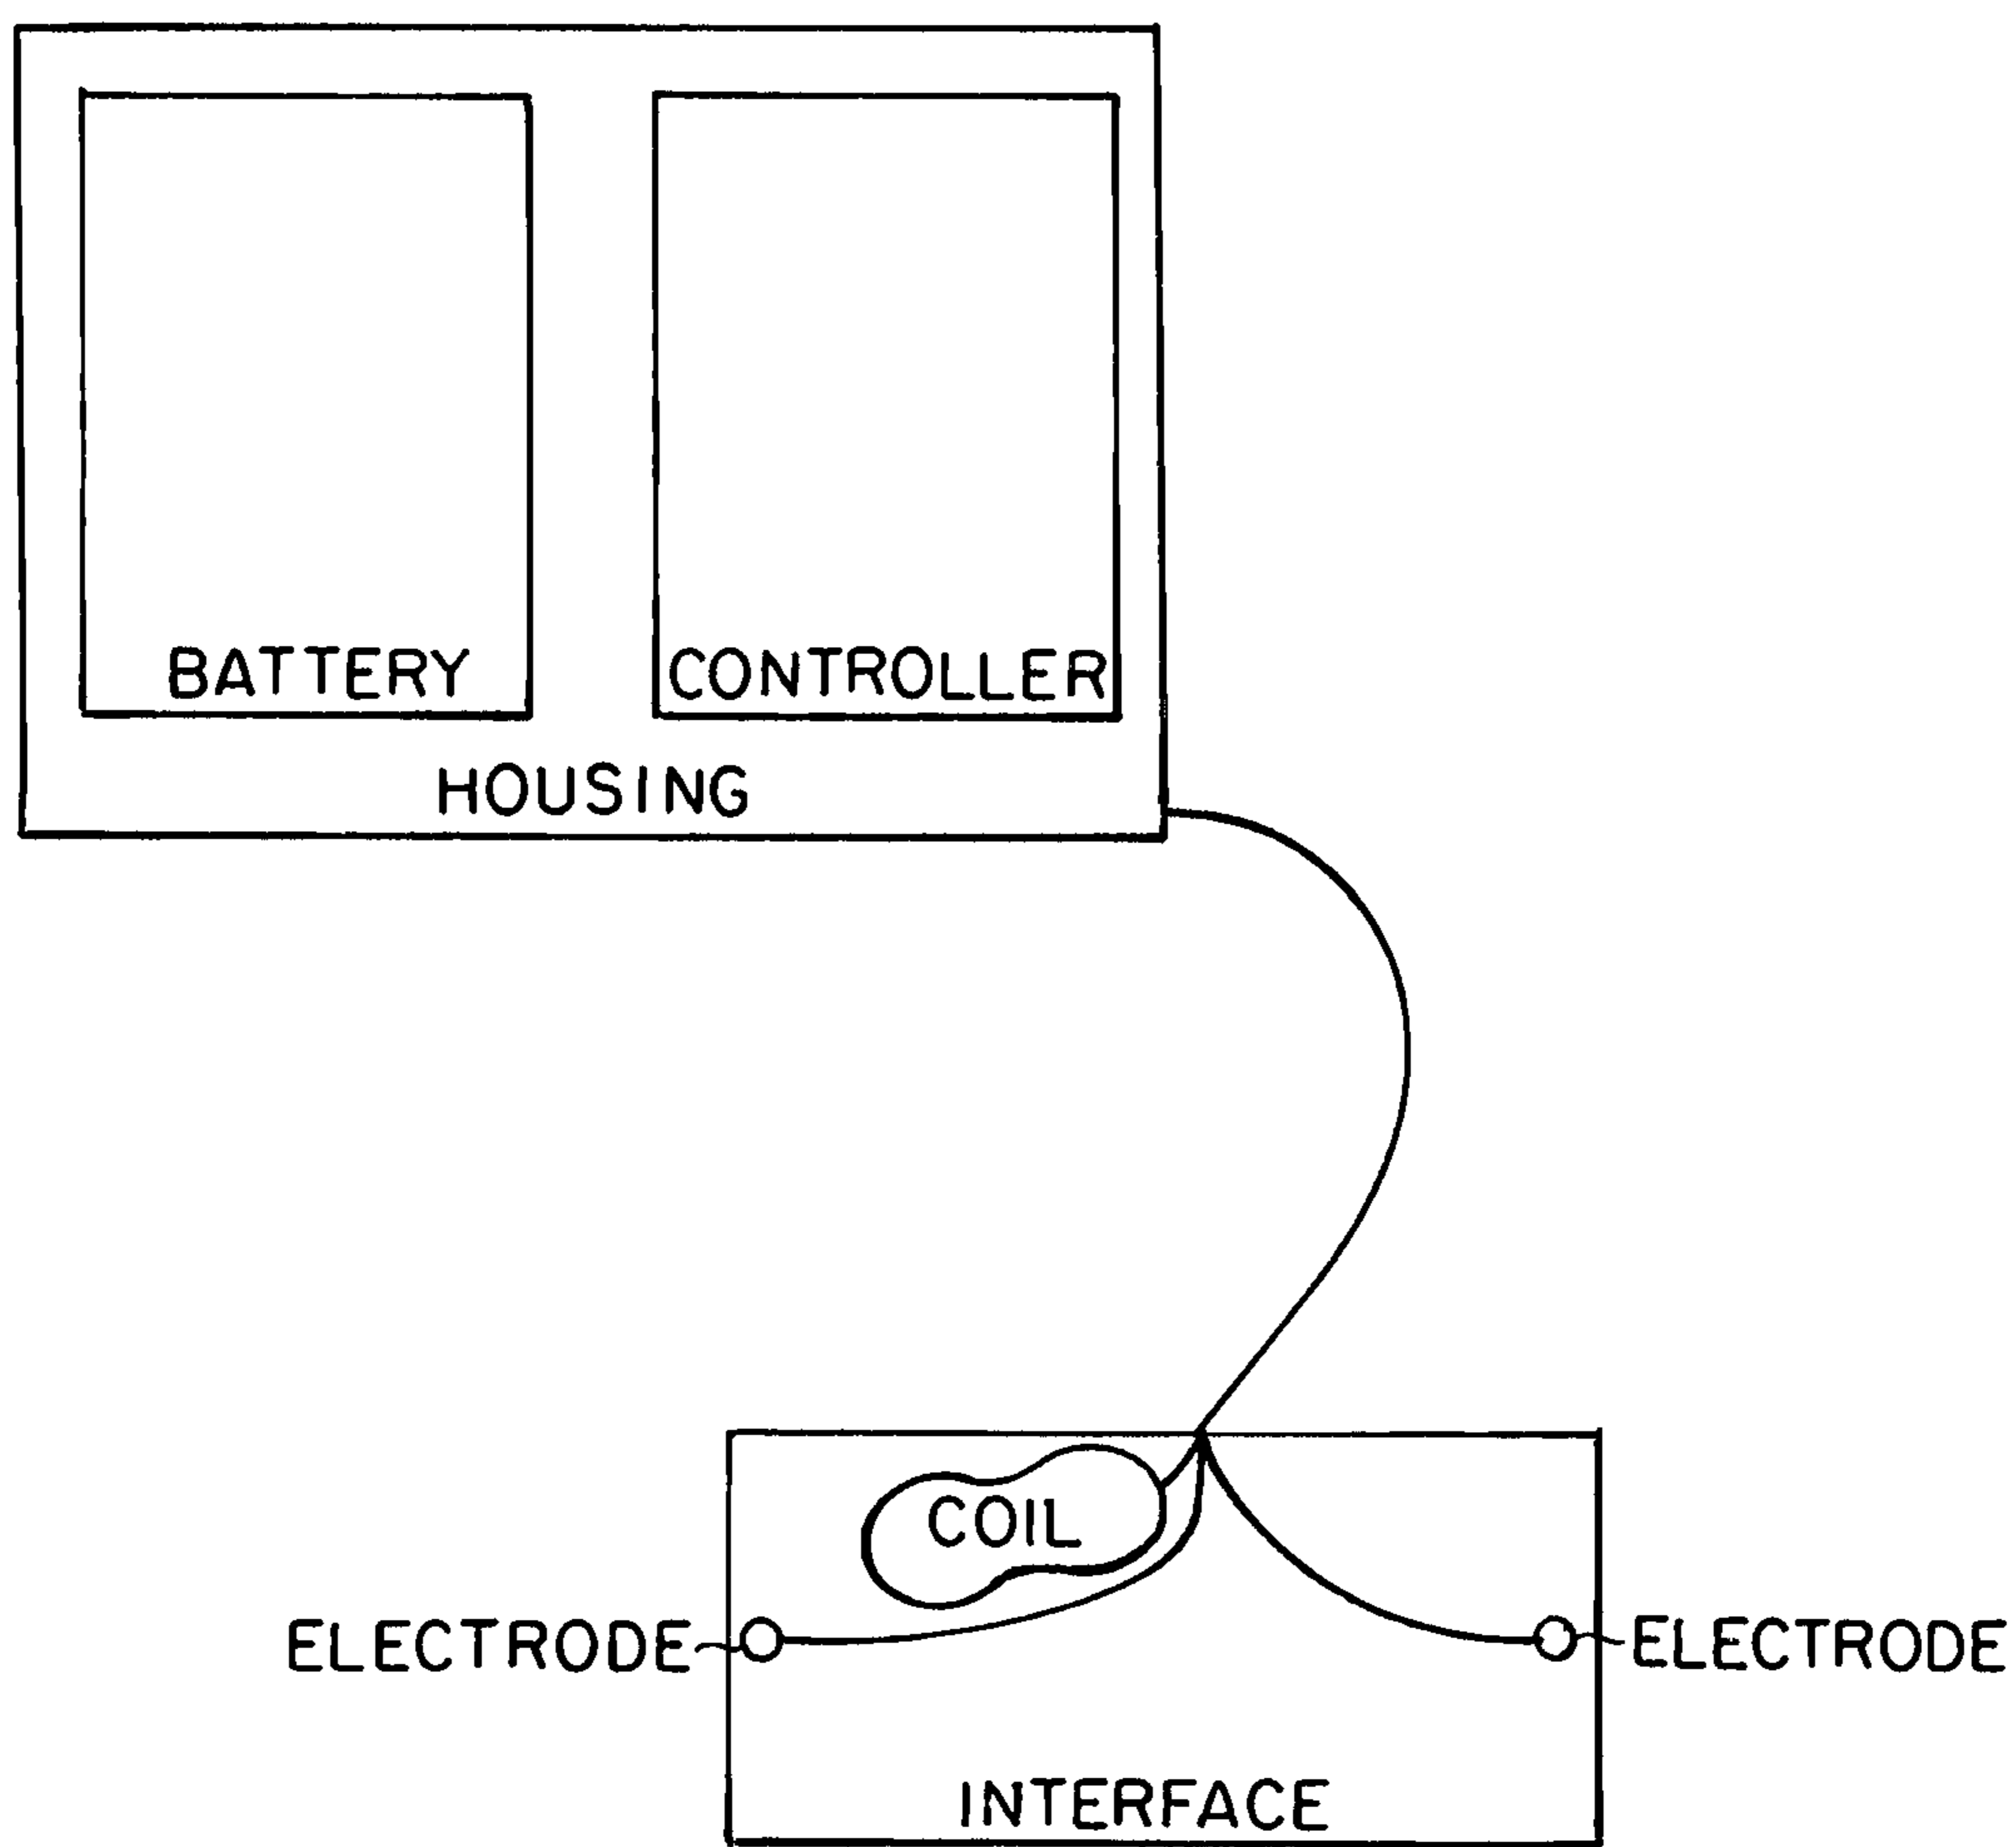 BATTERY
CONTROLLER
HOUSING
COIL
ELECTRODE
ELECTRODE
INTERFACE